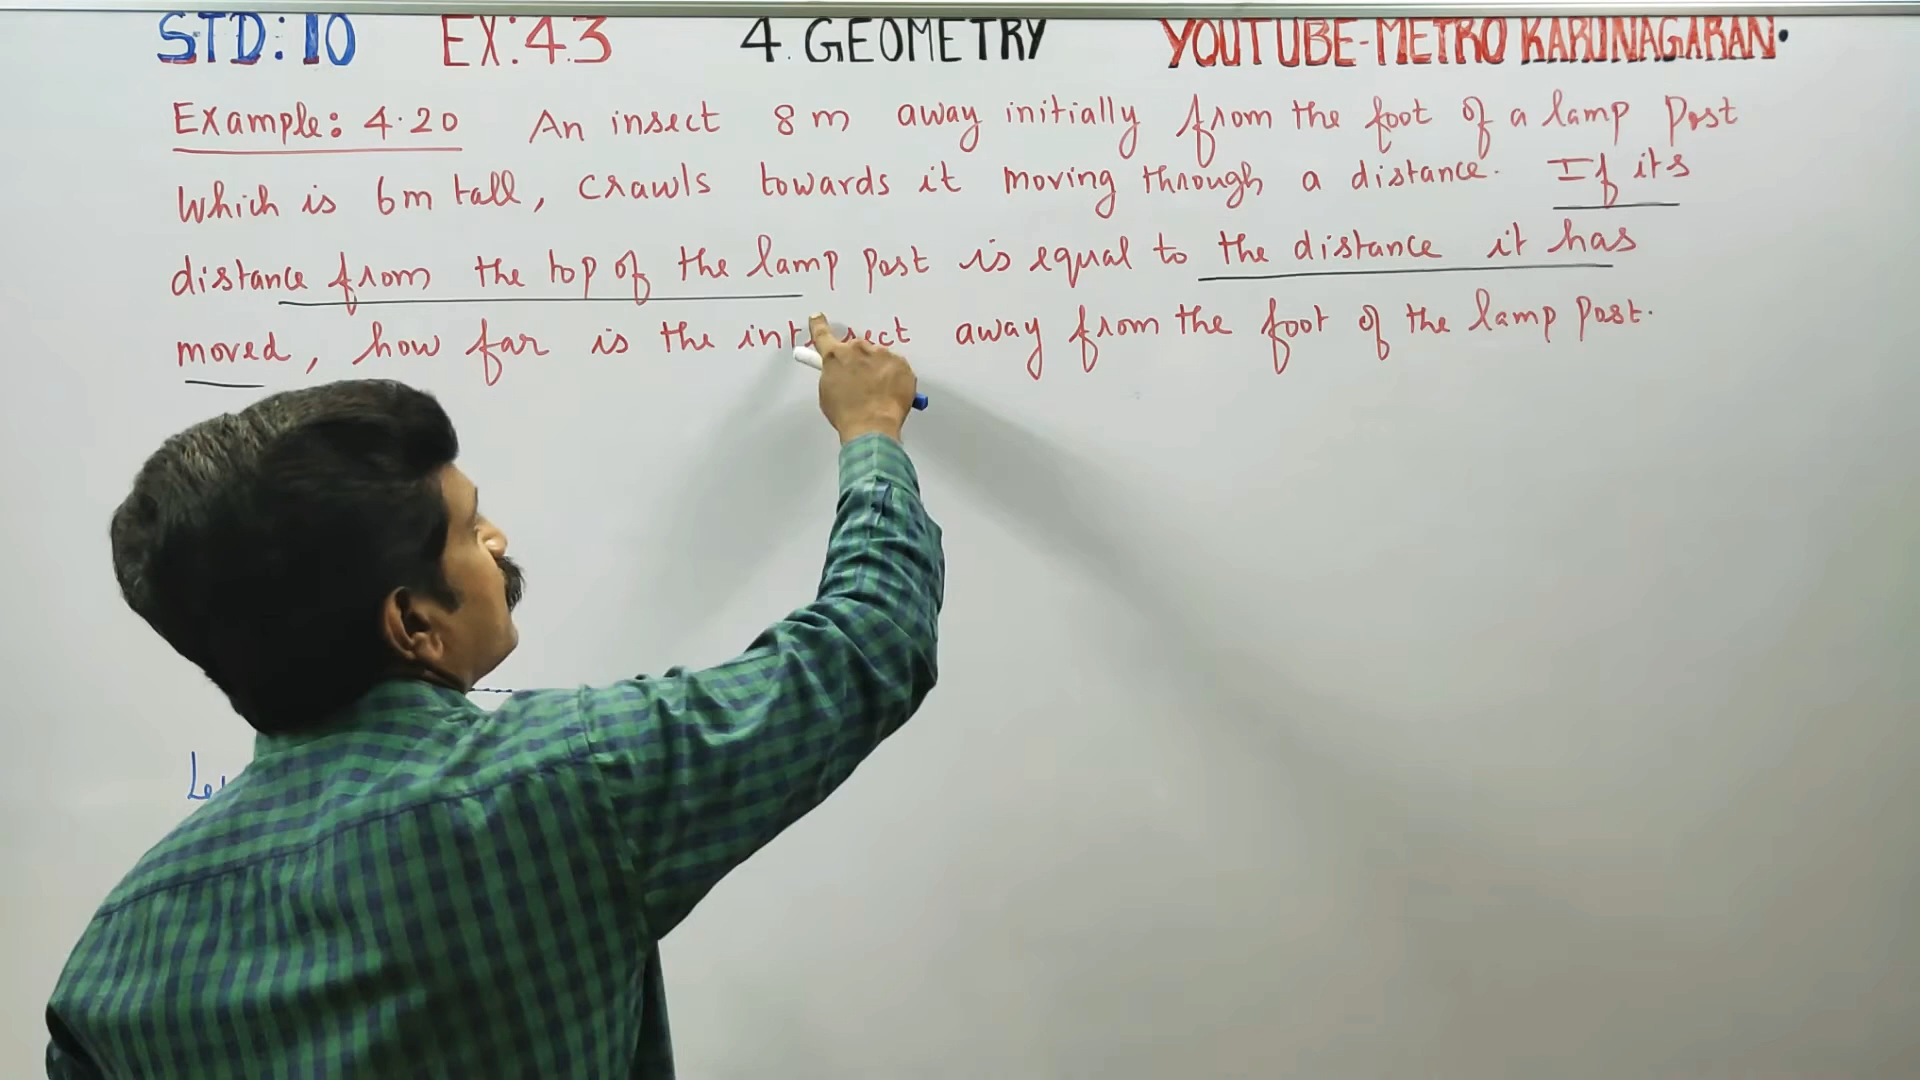 STD: 10 EX: 4.3 4. GEOMETRY YOUTUBE-METRO KARUNAGARAN.
Example: 4.20 An insect 8 m away initially from the foot of a lamp Post
Which is 6m tall, crawls towards it moving through a distance. If its
distance from the top of the lamp post is equal to the distance it has
moved, how far is the away from the foot of the lamp post.